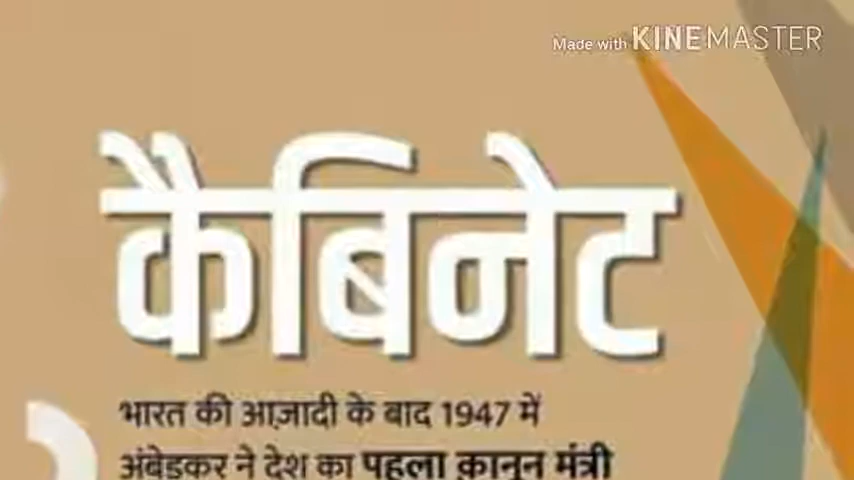 Made with KINEMASTER
कैबिनेट
भारत की आज़ादी के बाद 1947 में
अंबेडकर ने देश का पहला क़ानून मंत्री